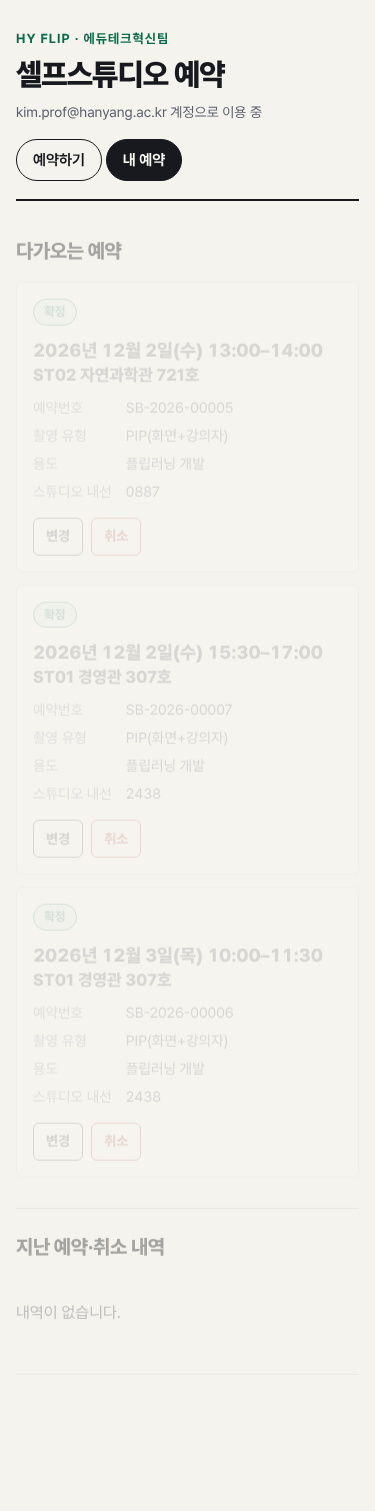 HY FLIP · 에듀테크혁신팀
셀프스튜디오 예약
kim.prof@hanyang.ac.kr 계정으로 이용 중
예약하기 내 예약
다가오는 예약
확정
2026년 12월 2일(수) 13:00–14:00
ST02 자연과학관 721호
예약번호 SB-2026-00005
촬영 유형 PIP(화면+강의자)
용도 플립러닝 개발
스튜디오 내선 0887
변경 취소
확정
2026년 12월 2일(수) 15:30–17:00
ST01 경영관 307호
예약번호 SB-2026-00007
촬영 유형 PIP(화면+강의자)
용도 플립러닝 개발
스튜디오 내선 2438
변경 취소
확정
2026년 12월 3일(목) 10:00–11:30
ST01 경영관 307호
예약번호 SB-2026-00006
촬영 유형 PIP(화면+강의자)
용도 플립러닝 개발
스튜디오 내선 2438
변경 취소
지난 예약·취소 내역
내역이 없습니다.